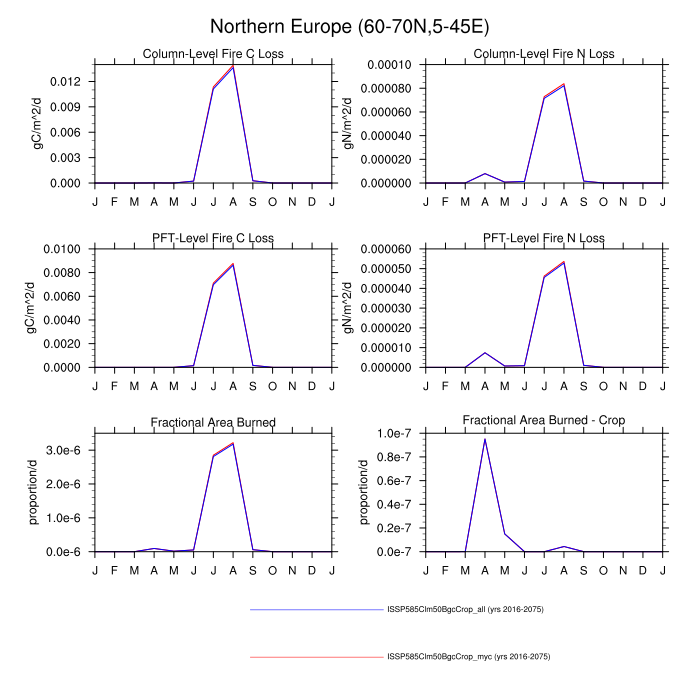 Northern Europe (60-70N,5-45E)
Column-Level Fire C Loss
gC/m^2/d
0.012
0.009
0.006
0.003
0.000
J F M A M J J A S O N D J
Column-Level Fire N Loss
gN/m^2/d
0.00010
0.000080
0.000060
0.000040
0.000020
0.000000
J F M A M J J A S O N D J
PFT-Level Fire C Loss
gC/m^2/d
0.0100
0.0080
0.0060
0.0040
0.0020
0.0000
J F M A M J J A S O N D J
PFT-Level Fire N Loss
gN/m^2/d
0.000060
0.000050
0.000040
0.000030
0.000020
0.000010
0.000000
J F M A M J J A S O N D J
Fractional Area Burned
proportion/d
3.0e-6
2.0e-6
1.0e-6
0.0e-6
J F M A M J J A S O N D J
Fractional Area Burned - Crop
proportion/d
1.0e-7
0.8e-7
0.6e-7
0.4e-7
0.2e-7
0.0e-7
J F M A M J J A S O N D J
ISSP585Clm50BgcCrop_all (yrs 2016-2075)
ISSP585Clm50BgcCrop_myc (yrs 2016-2075)